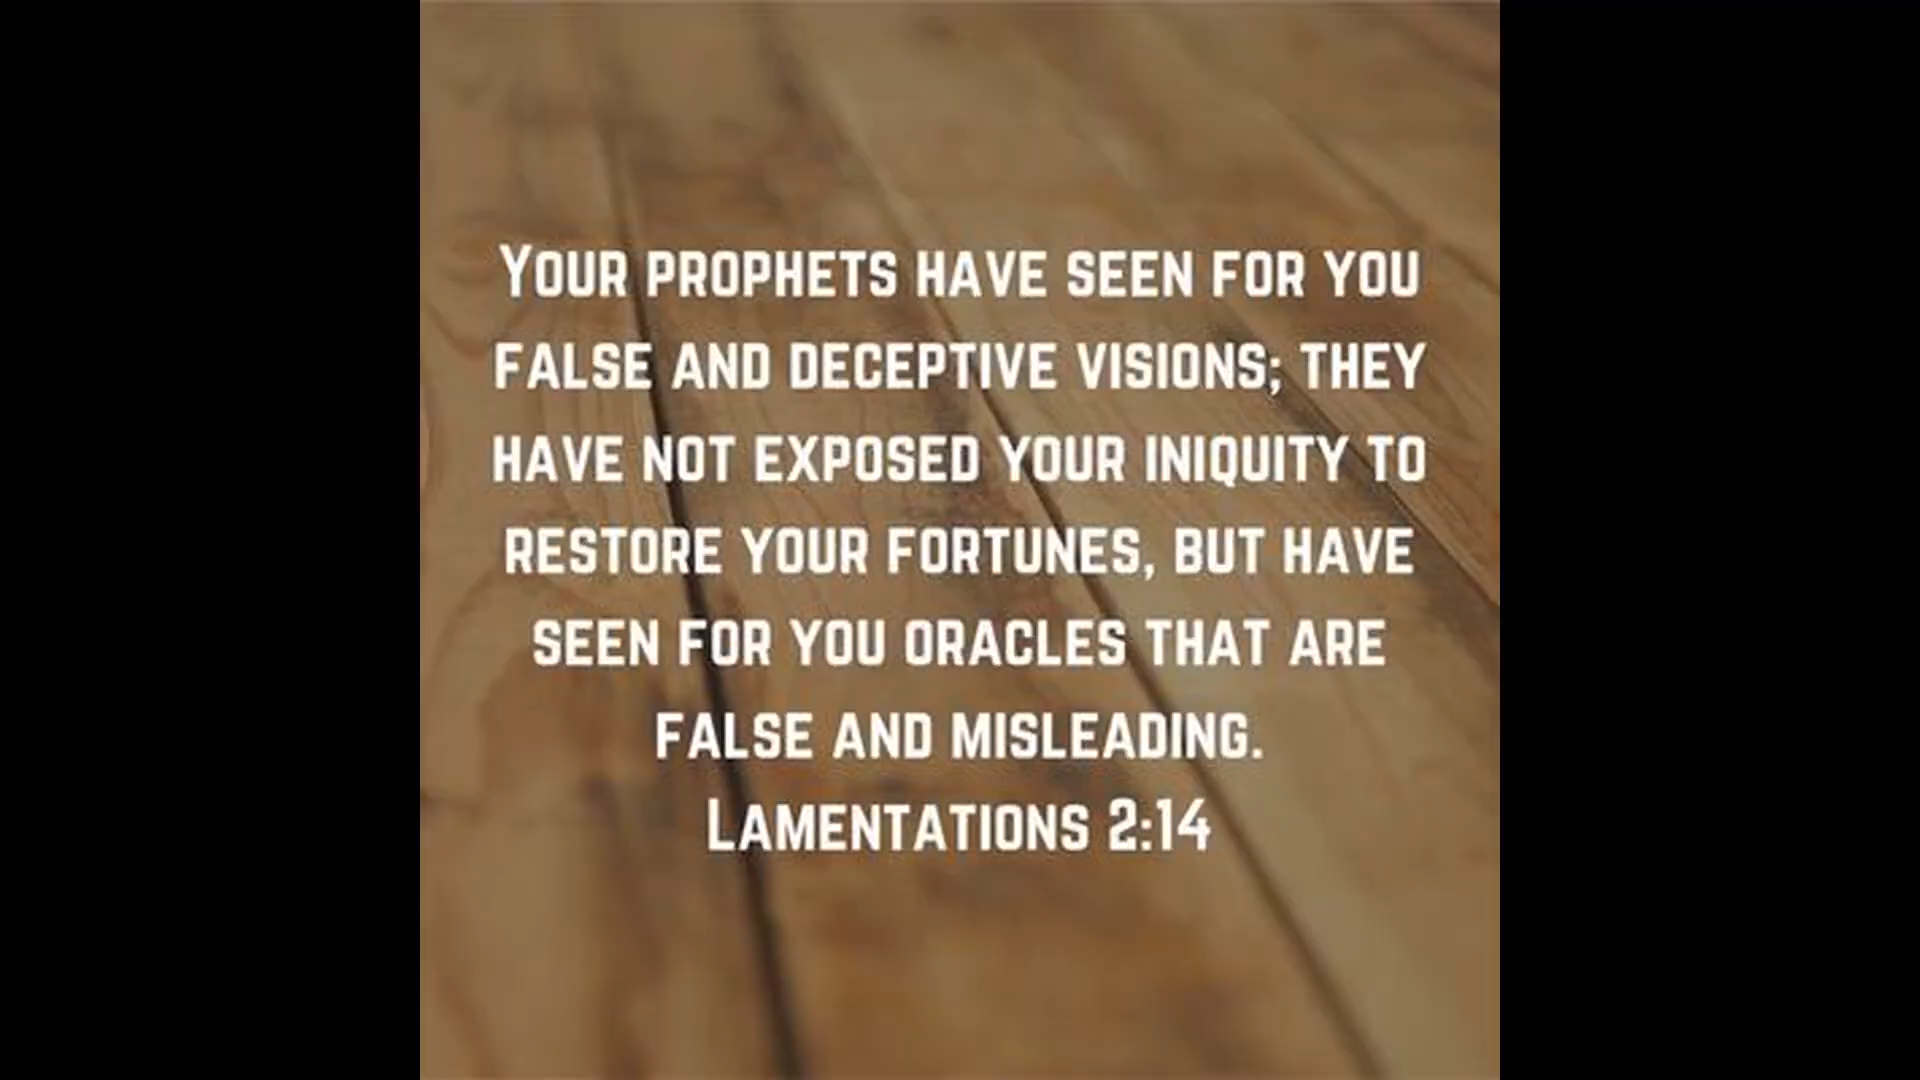 Your prophets have seen for you
false and deceptive visions; they
have not exposed your iniquity to
restore your fortunes, but have
seen for you oracles that are
false and misleading.
Lamentations 2:14